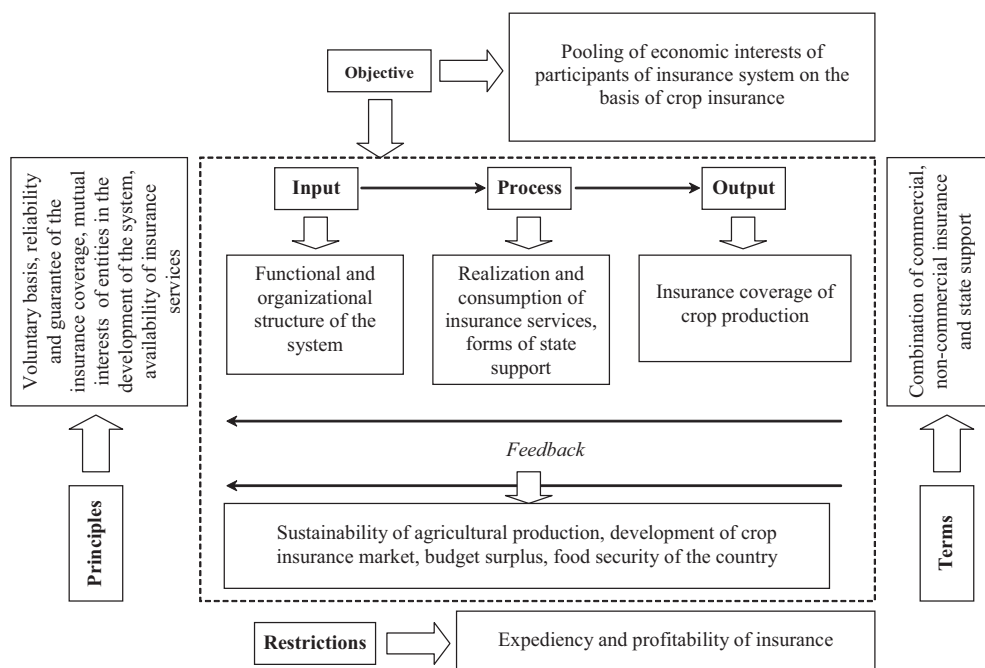 Objective
Pooling of economic interests of
participants of insurance system on the
basis of crop insurance
Voluntary basis, reliability
and guarantee of the
insurance coverage, mutual
interests of entities in the
development of the system,
availability of insurance
services
Principles
Input
Process
Output
Functional and
organizational
structure of the
system
Realization and
consumption of
insurance services,
forms of state
support
Insurance coverage of
crop production
Feedback
Sustainability of agricultural production, development of crop
insurance market, budget surplus, food security of the country
Combination of commercial,
non-commercial insurance
and state support
Terms
Restrictions
Expediency and profitability of insurance